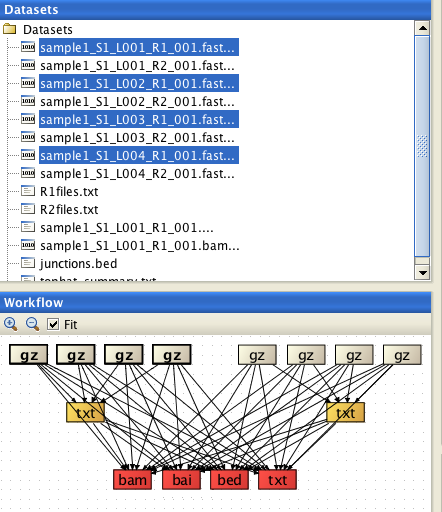 Datasets
Datasets
sample1_S1_L001_R1_001.fast...
sample1_S1_L001_R2_001.fast...
sample1_S1_L002_R1_001.fast...
sample1_S1_L002_R2_001.fast...
sample1_S1_L003_R1_001.fast...
sample1_S1_L003_R2_001.fast...
sample1_S1_L004_R1_001.fast...
sample1_S1_L004_R2_001.fast...
R1files.txt
R2files.txt
sample1_S1_L001_R1_001....
sample1_S1_L001_R1_001.bam...
junctions.bed
tophat_summary.txt
Workflow
Fit
gz gz gz gz gz gz gz gz
txt txt
bam bai bed txt